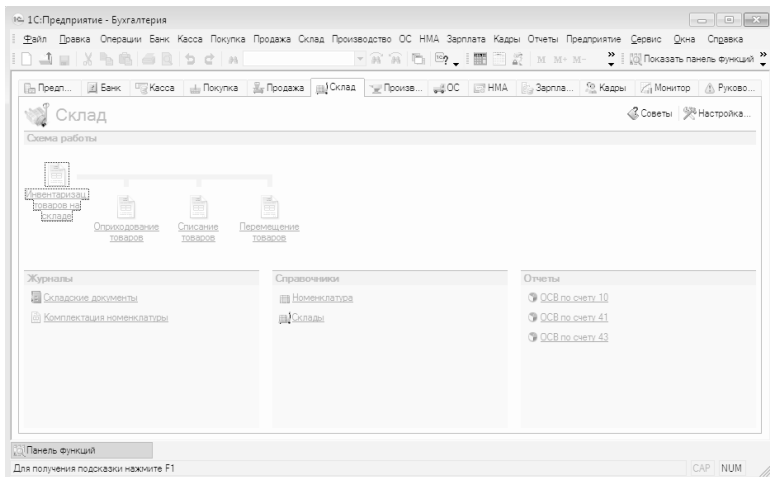 1С:Предприятие - Бухгалтерия
Файл Правка Операции Банк Касса Покупка Продажа Склад Производство ОС НМА Зарплата Кадры Отчеты Предприятие Сервис Окна Справка
M M+ M- Показать панель функций
Предп... Банк Касса Покупка Продажа Склад Произв... ОС НМА Зарпла... Кадры Монитор Руково...
Склад Советы Настройка...
Схема работы
Инвентаризац.
товаров на
складе
Оприходование Списание Перемещение
товаров товаров товаров
Журналы Справочники Отчеты
Складские документы Номенклатура ОСВ по счету 10
Комплектация номенклатуры Склады ОСВ по счету 41
ОСВ по счету 43
Панель функций
Для получения подсказки нажмите F1 CAP NUM